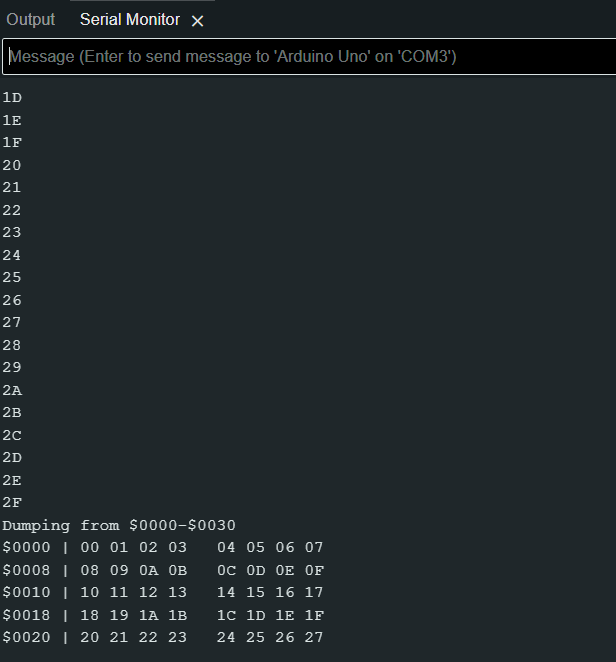 Output Serial Monitor ×
Message (Enter to send message to 'Arduino Uno' on 'COM3')
1D
1E
1F
20
21
22
23
24
25
26
27
28
29
2A
2B
2C
2D
2E
2F
Dumping from $0000-$0030
$0000 | 00 01 02 03   04 05 06 07
$0008 | 08 09 0A 0B   0C 0D 0E 0F
$0010 | 10 11 12 13   14 15 16 17
$0018 | 18 19 1A 1B   1C 1D 1E 1F
$0020 | 20 21 22 23   24 25 26 27